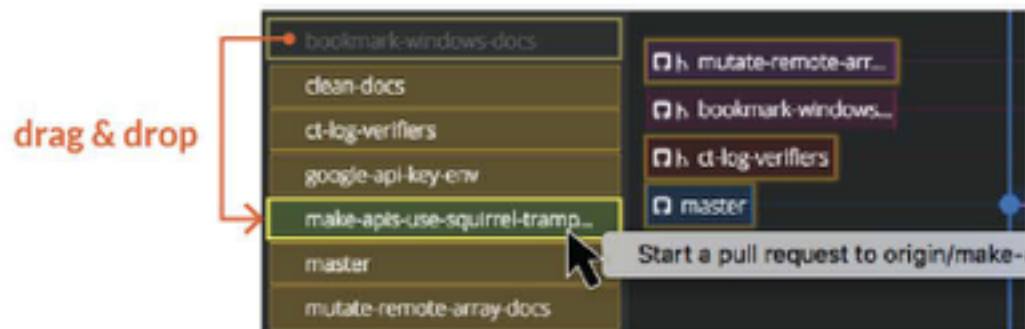 drag & drop
bookmark-windows-docs
clean-docs
ct-log-verifiers
google-api-key-env
make-apis-use-squirrel-tramp...
master
mutate-remote-array-docs
mutate-remote-arr...
bookmark-windows...
ct-log-verifiers
master
Start a pull request to origin/make-